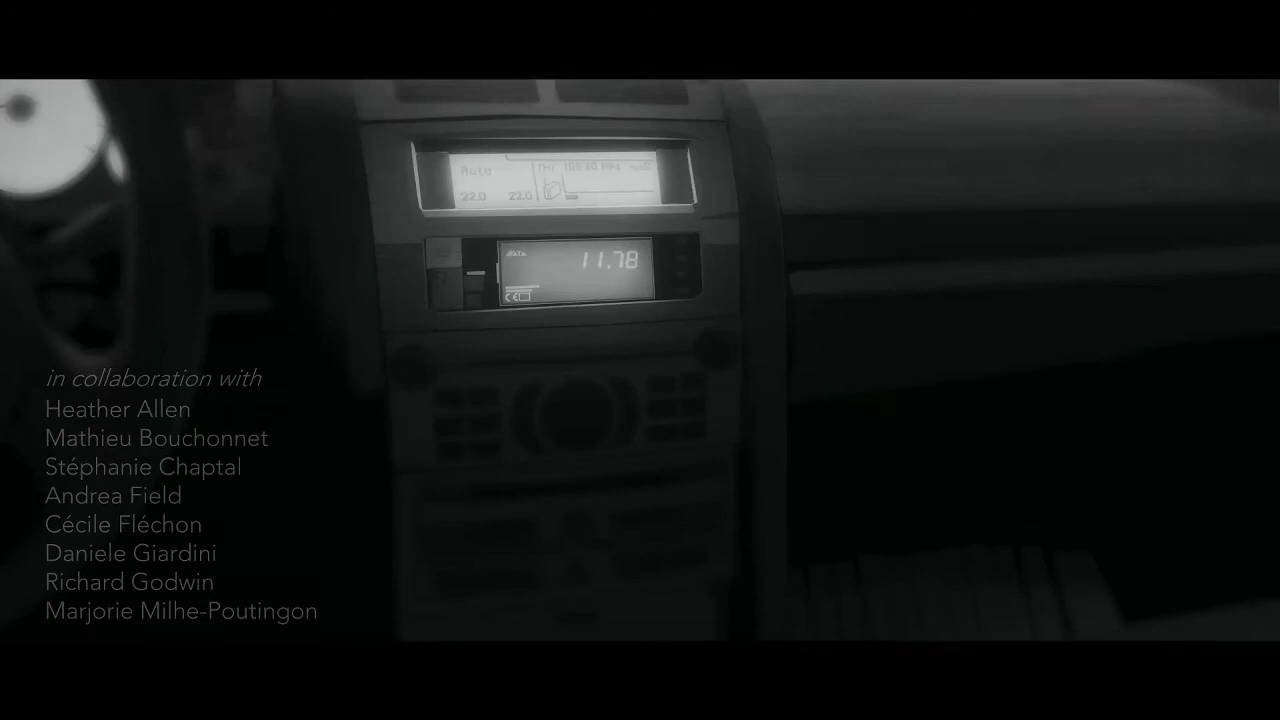 Auto
22.0 22.0
11.78
CE
in collaboration with
Heather Allen
Mathieu Bouchonnet
Stéphanie Chaptal
Andrea Field
Cécile Fléchon
Daniele Giardini
Richard Godwin
Marjorie Milhe-Poutingon